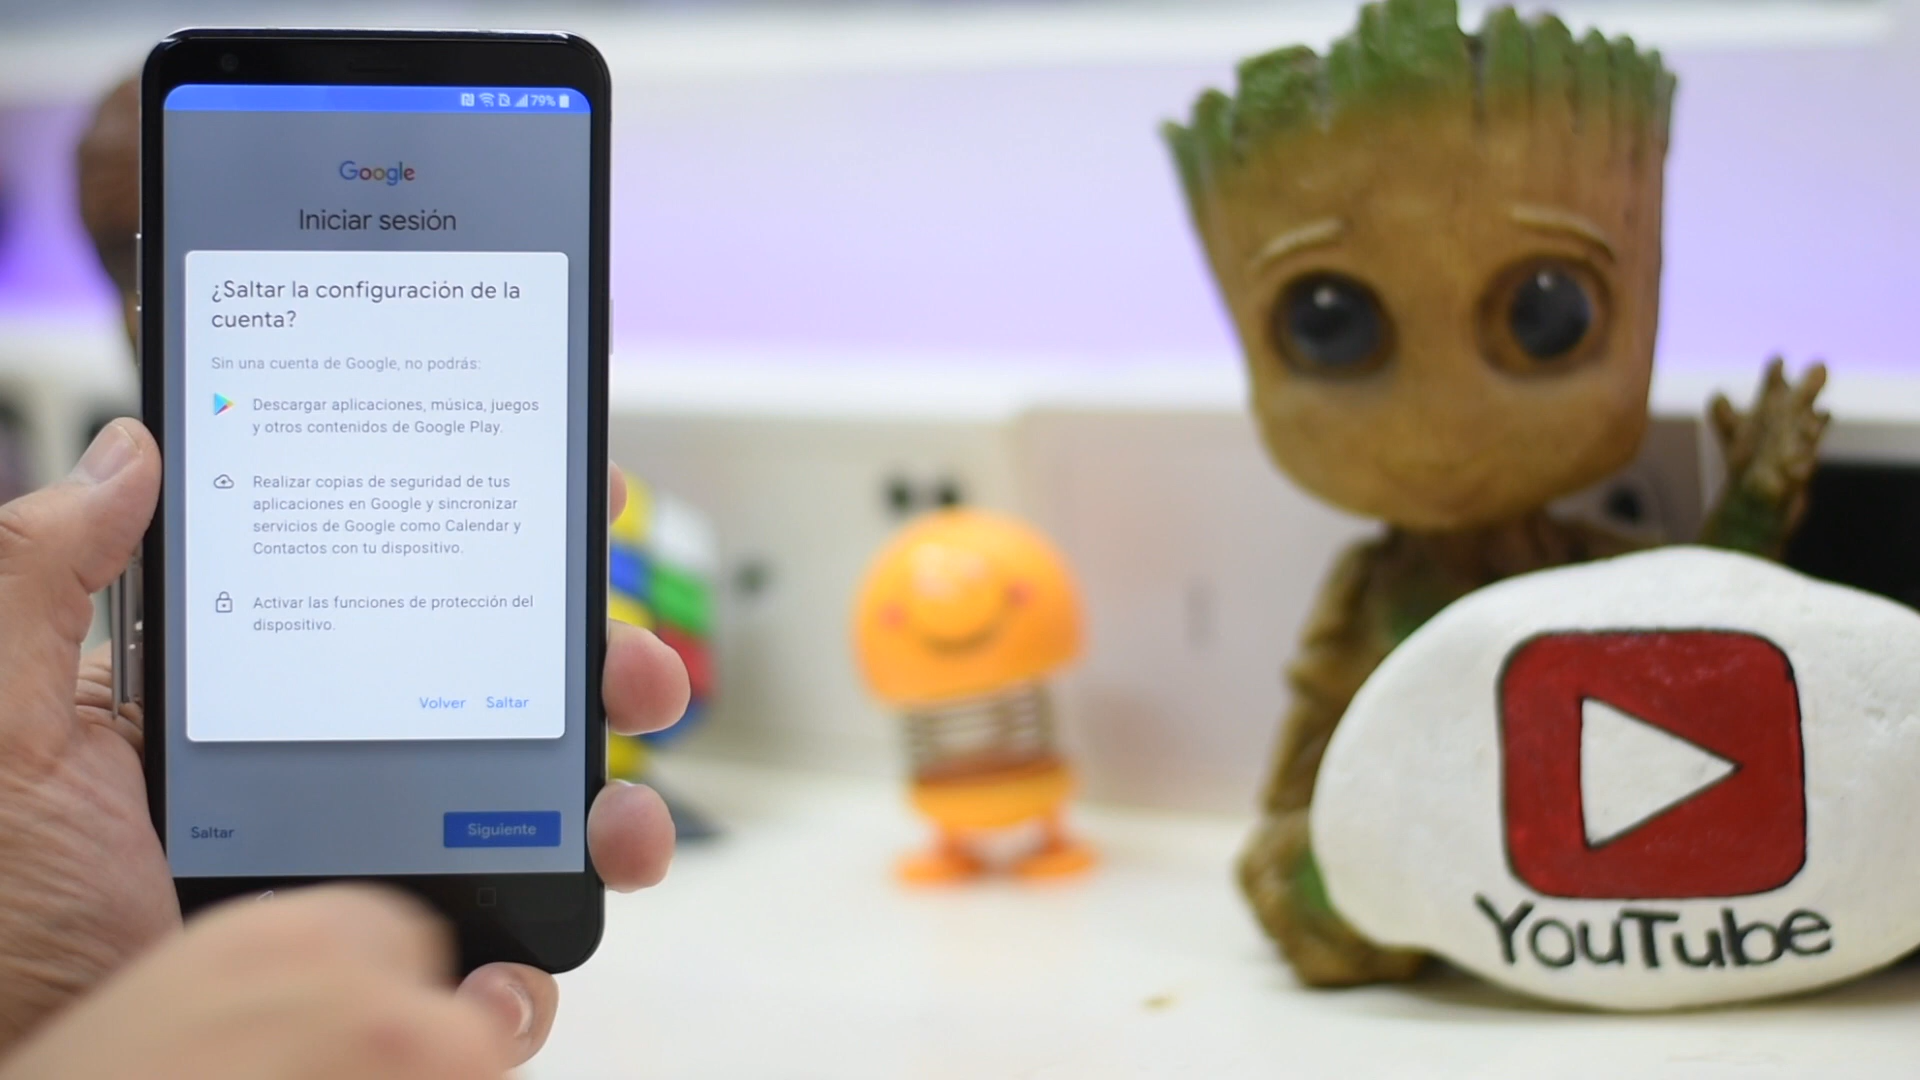 79%
Google
Iniciar sesión
¿Saltar la configuración de la
cuenta?
Sin una cuenta de Google, no podrás:
Descargar aplicaciones, música, juegos
y otros contenidos de Google Play.
Realizar copias de seguridad de tus
aplicaciones en Google y sincronizar
servicios de Google como Calendar y
Contactos con tu dispositivo.
Activar las funciones de protección del
dispositivo.
Volver Saltar
Saltar Siguiente
YouTube